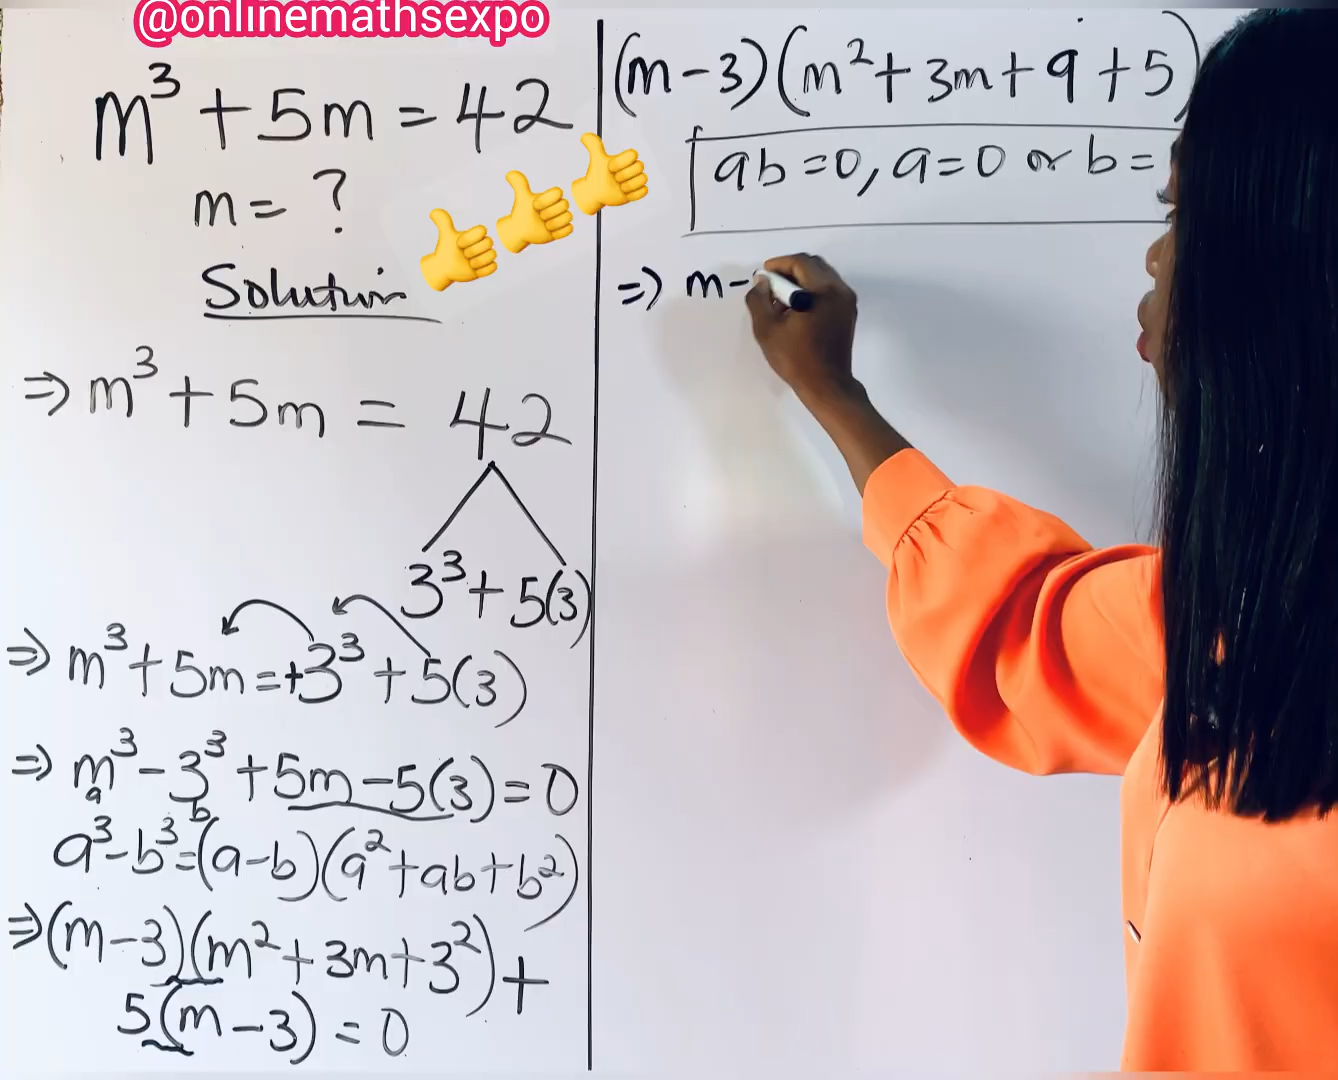 @onlinemathsexpo
m³ + 5m = 42
m = ?
Solution
⇒ m³ + 5m = 42
3³ + 5(3)
⇒ m³ + 5m = +3³ + 5(3)
⇒ m³ - 3³ + 5m - 5(3) = 0
a b
a³ - b³ = (a - b)(a² + ab + b²)
⇒ (m - 3)(m² + 3m + 3²) +
5(m - 3) = 0
(m - 3)(m² + 3m + 9 + 5)
ab = 0, a = 0 or b =
⇒ m -